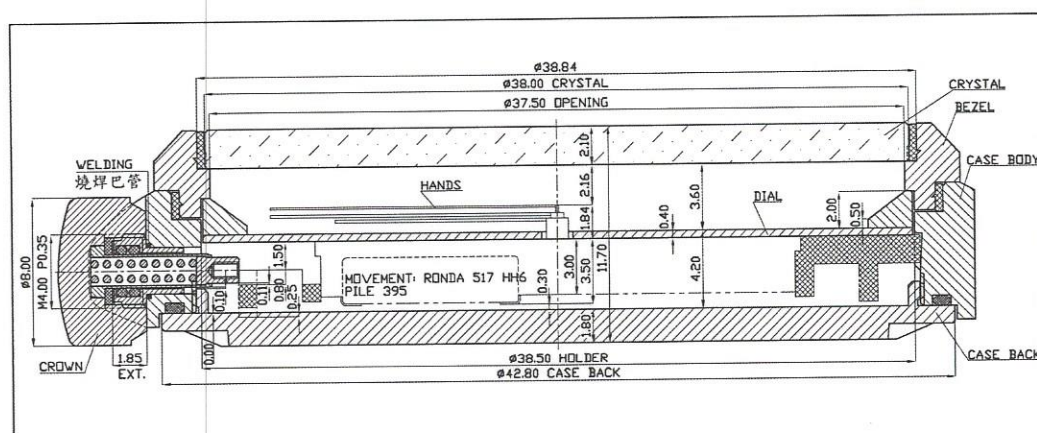 ø38.84
ø38.00 CRYSTAL
ø37.50 OPENING
CRYSTAL
BEZEL
WELDING
燒焊巴管
CASE BODY
HANDS
DIAL
2.10
2.16
1.84
3.60
0.40
2.00
0.50
ø8.00
M4.00 P0.35
1.50
MOVEMENT: RONDA 517 HH6
PILE 395
0.10
0.11
0.80
0.25
0.30
3.00
3.50
11.70
4.20
1.80
0.00
CROWN
1.85
EXT.
ø38.50 HOLDER
ø42.80 CASE BACK
CASE BACK